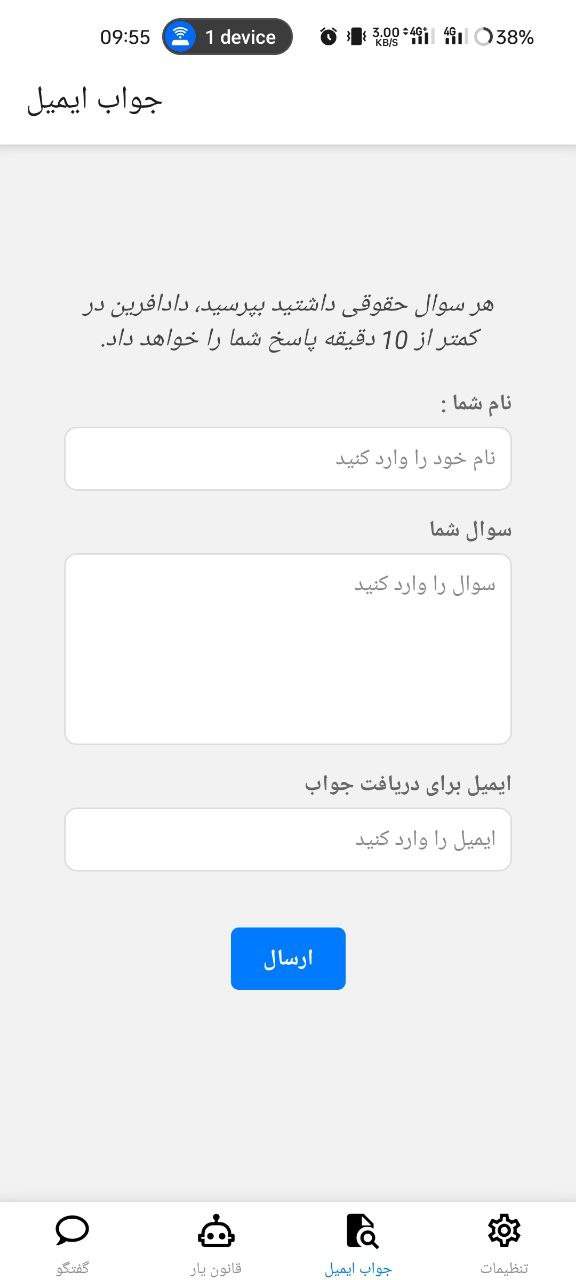 09:55 1 device 3.00 KB/S 4G+ 4G 38%
جواب ایمیل
هر سوال حقوقی داشتید بپرسید، دادافرین در
کمتر از 10 دقیقه پاسخ شما را خواهد داد.
نام شما :
نام خود را وارد کنید
سوال شما
سوال را وارد کنید
ایمیل برای دریافت جواب
ایمیل را وارد کنید
ارسال
تنظیمات
جواب ایمیل
قانون یار
گفتگو